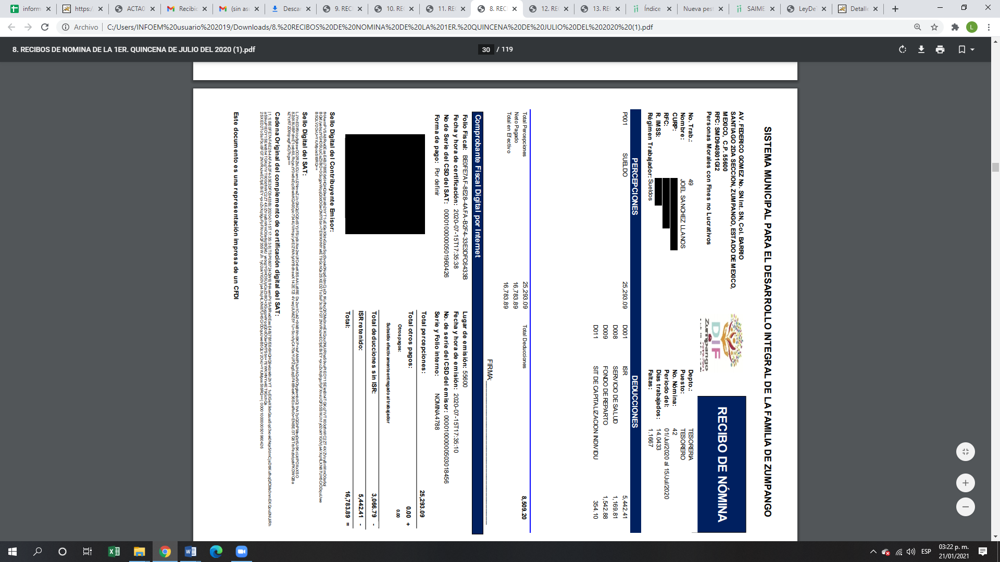 inform
https:/
ACTA0
Recibic
(sin as
Descar
9. REC
10. RE
11. RE
8. REC
12. RE
13. RE
Índice
Nueva pes
SAIME
LeyDe
Detalle
Archivo
C:/Users/INFOEM%20usuario%202019/Downloads/8.%20RECIBOS%20DE%20NOMINA%20DE%20LA%201ER.%20QUINCENA%20DE%20JULIO%20DEL%202020%20(1).pdf
L
8. RECIBOS DE NOMINA DE LA 1ER. QUINCENA DE JULIO DEL 2020 (1).pdf
30 / 119
SISTEMA MUNICIPAL PARA EL DESARROLLO INTEGRAL DE LA FAMILIA DE ZUMPANGO
AV. FEDERICO GOMEZ No. SN Int. SN, Col. BARRIO
SANTIAGO 2DA SECCION, ZUMPANGO, ESTADO DE MEXICO,
MEXICO, C.P. 55600
RFC: SMD940801GI2
Personas Morales con Fines no Lucrativos
DIF
Zumpango
RECIBO DE NÓMINA
No. Trab.: 49
Nombre: JOEL SANCHEZ LLANOS
CURP:
RFC:
R. IMSS:
Régimen Trabajador: Sueldos
Depto.: TESORERIA
Puesto: TESORERO
No. Nómina: 42
Periodo del: 01/Jul/2020 al 15/Jul/2020
Dias trabajados: 14.0433
Faltas: 1.1667
PERCEPCIONES
DEDUCCIONES
P001 SUELDO 25,293.09
D001 ISR 5,442.41
D008 SERVICIO DE SALUD 1,169.81
D009 FONDO DE REPARTO 1,542.88
D011 SIT DE CAPITALIZACION INDIVIDU 354.10
Total Percepciones 25,293.09
Total Deducciones 8,509.20
Neto Pagado 16,783.89
Total en Efectivo 16,783.89
FIRMA:
Comprobante Fiscal Digital por Internet
Folio Fiscal: BE0FE7AF-8E28-4AFA-B2F4-33E3DFC6433B
Fecha y hora de certificación: 2020-07-15T17:35:38
No de Serie del CSD del SAT: 00001000000501960426
Forma de pago: Por definir
Lugar de emisión: 55600
Fecha y hora de emisión: 2020-07-15T17:35:10
No. de serie del CSD del emisor: 00001000000503018456
Serie y Folio interno: NOMINA4788
Total percepciones: 25,293.09
Total otros pagos: 0.00 +
Otros pagos:
Subsidio efectivamente entregado al trabajador 0.00
Total deducciones sin ISR: 3,066.79 -
ISR retenido: 5,442.41 -
Total: 16,783.89 =
Sello Digital del Contribuyente Emisor:
Sello Digital del SAT:
Cadena Original del complemento de certificación digital del SAT:
Este documento es una representación impresa de un CFDI
ESP
03:22 p. m.
21/01/2021